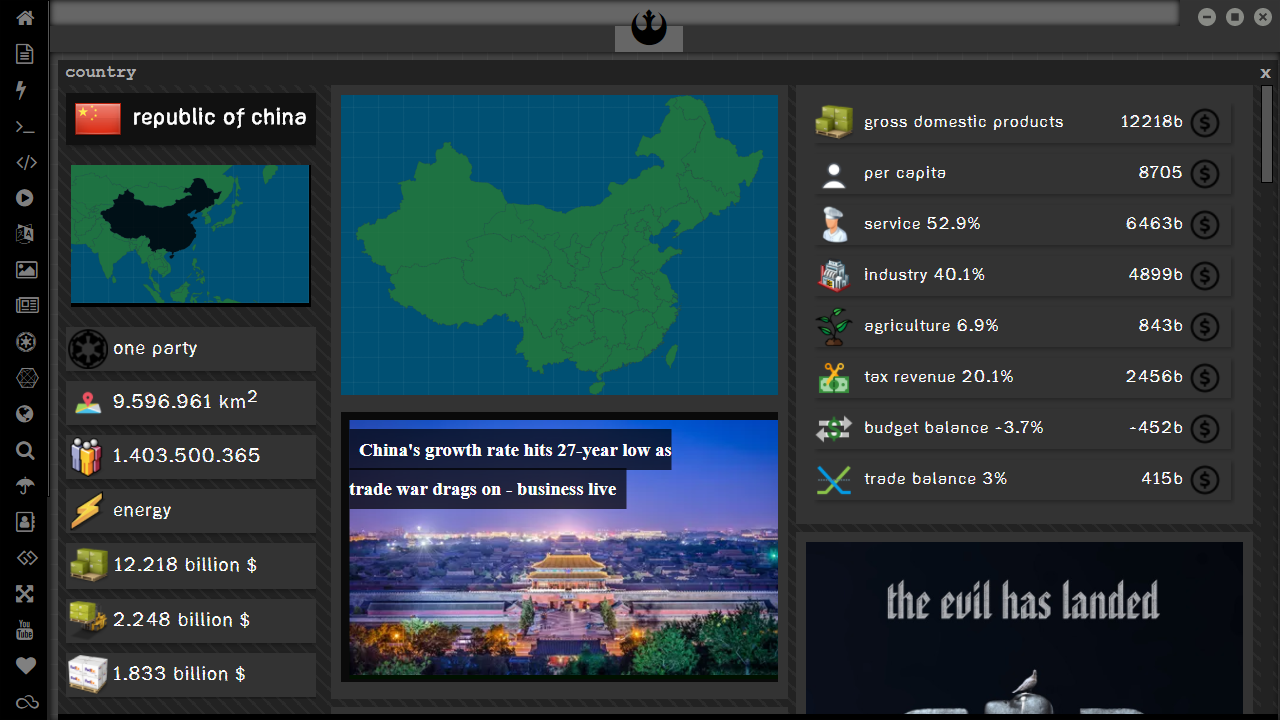 country
x
republic of china
one party
9.596.961 km²
1.403.500.365
energy
12.218 billion $
2.248 billion $
1.833 billion $
China's growth rate hits 27-year low as
trade war drags on - business live
gross domestic products 12218b $
per capita 8705 $
service 52.9% 6463b $
industry 40.1% 4899b $
agriculture 6.9% 843b $
tax revenue 20.1% 2456b $
budget balance -3.7% -452b $
trade balance 3% 415b $
the evil has landed
You
Tube